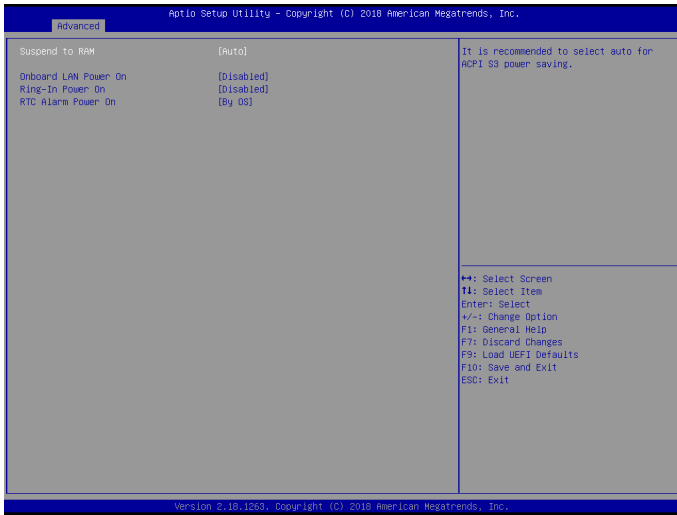 Aptio Setup Utility – Copyright (C) 2018 American Megatrends, Inc.
Advanced
Suspend to RAM [Auto]
Onboard LAN Power On [Disabled]
Ring-In Power On [Disabled]
RTC Alarm Power On [By OS]
It is recommended to select auto for
ACPI S3 power saving.
↔: Select Screen
↑↓: Select Item
Enter: Select
+/-: Change Option
F1: General Help
F7: Discard Changes
F9: Load UEFI Defaults
F10: Save and Exit
ESC: Exit
Version 2.18.1263. Copyright (C) 2018 American Megatrends, Inc.